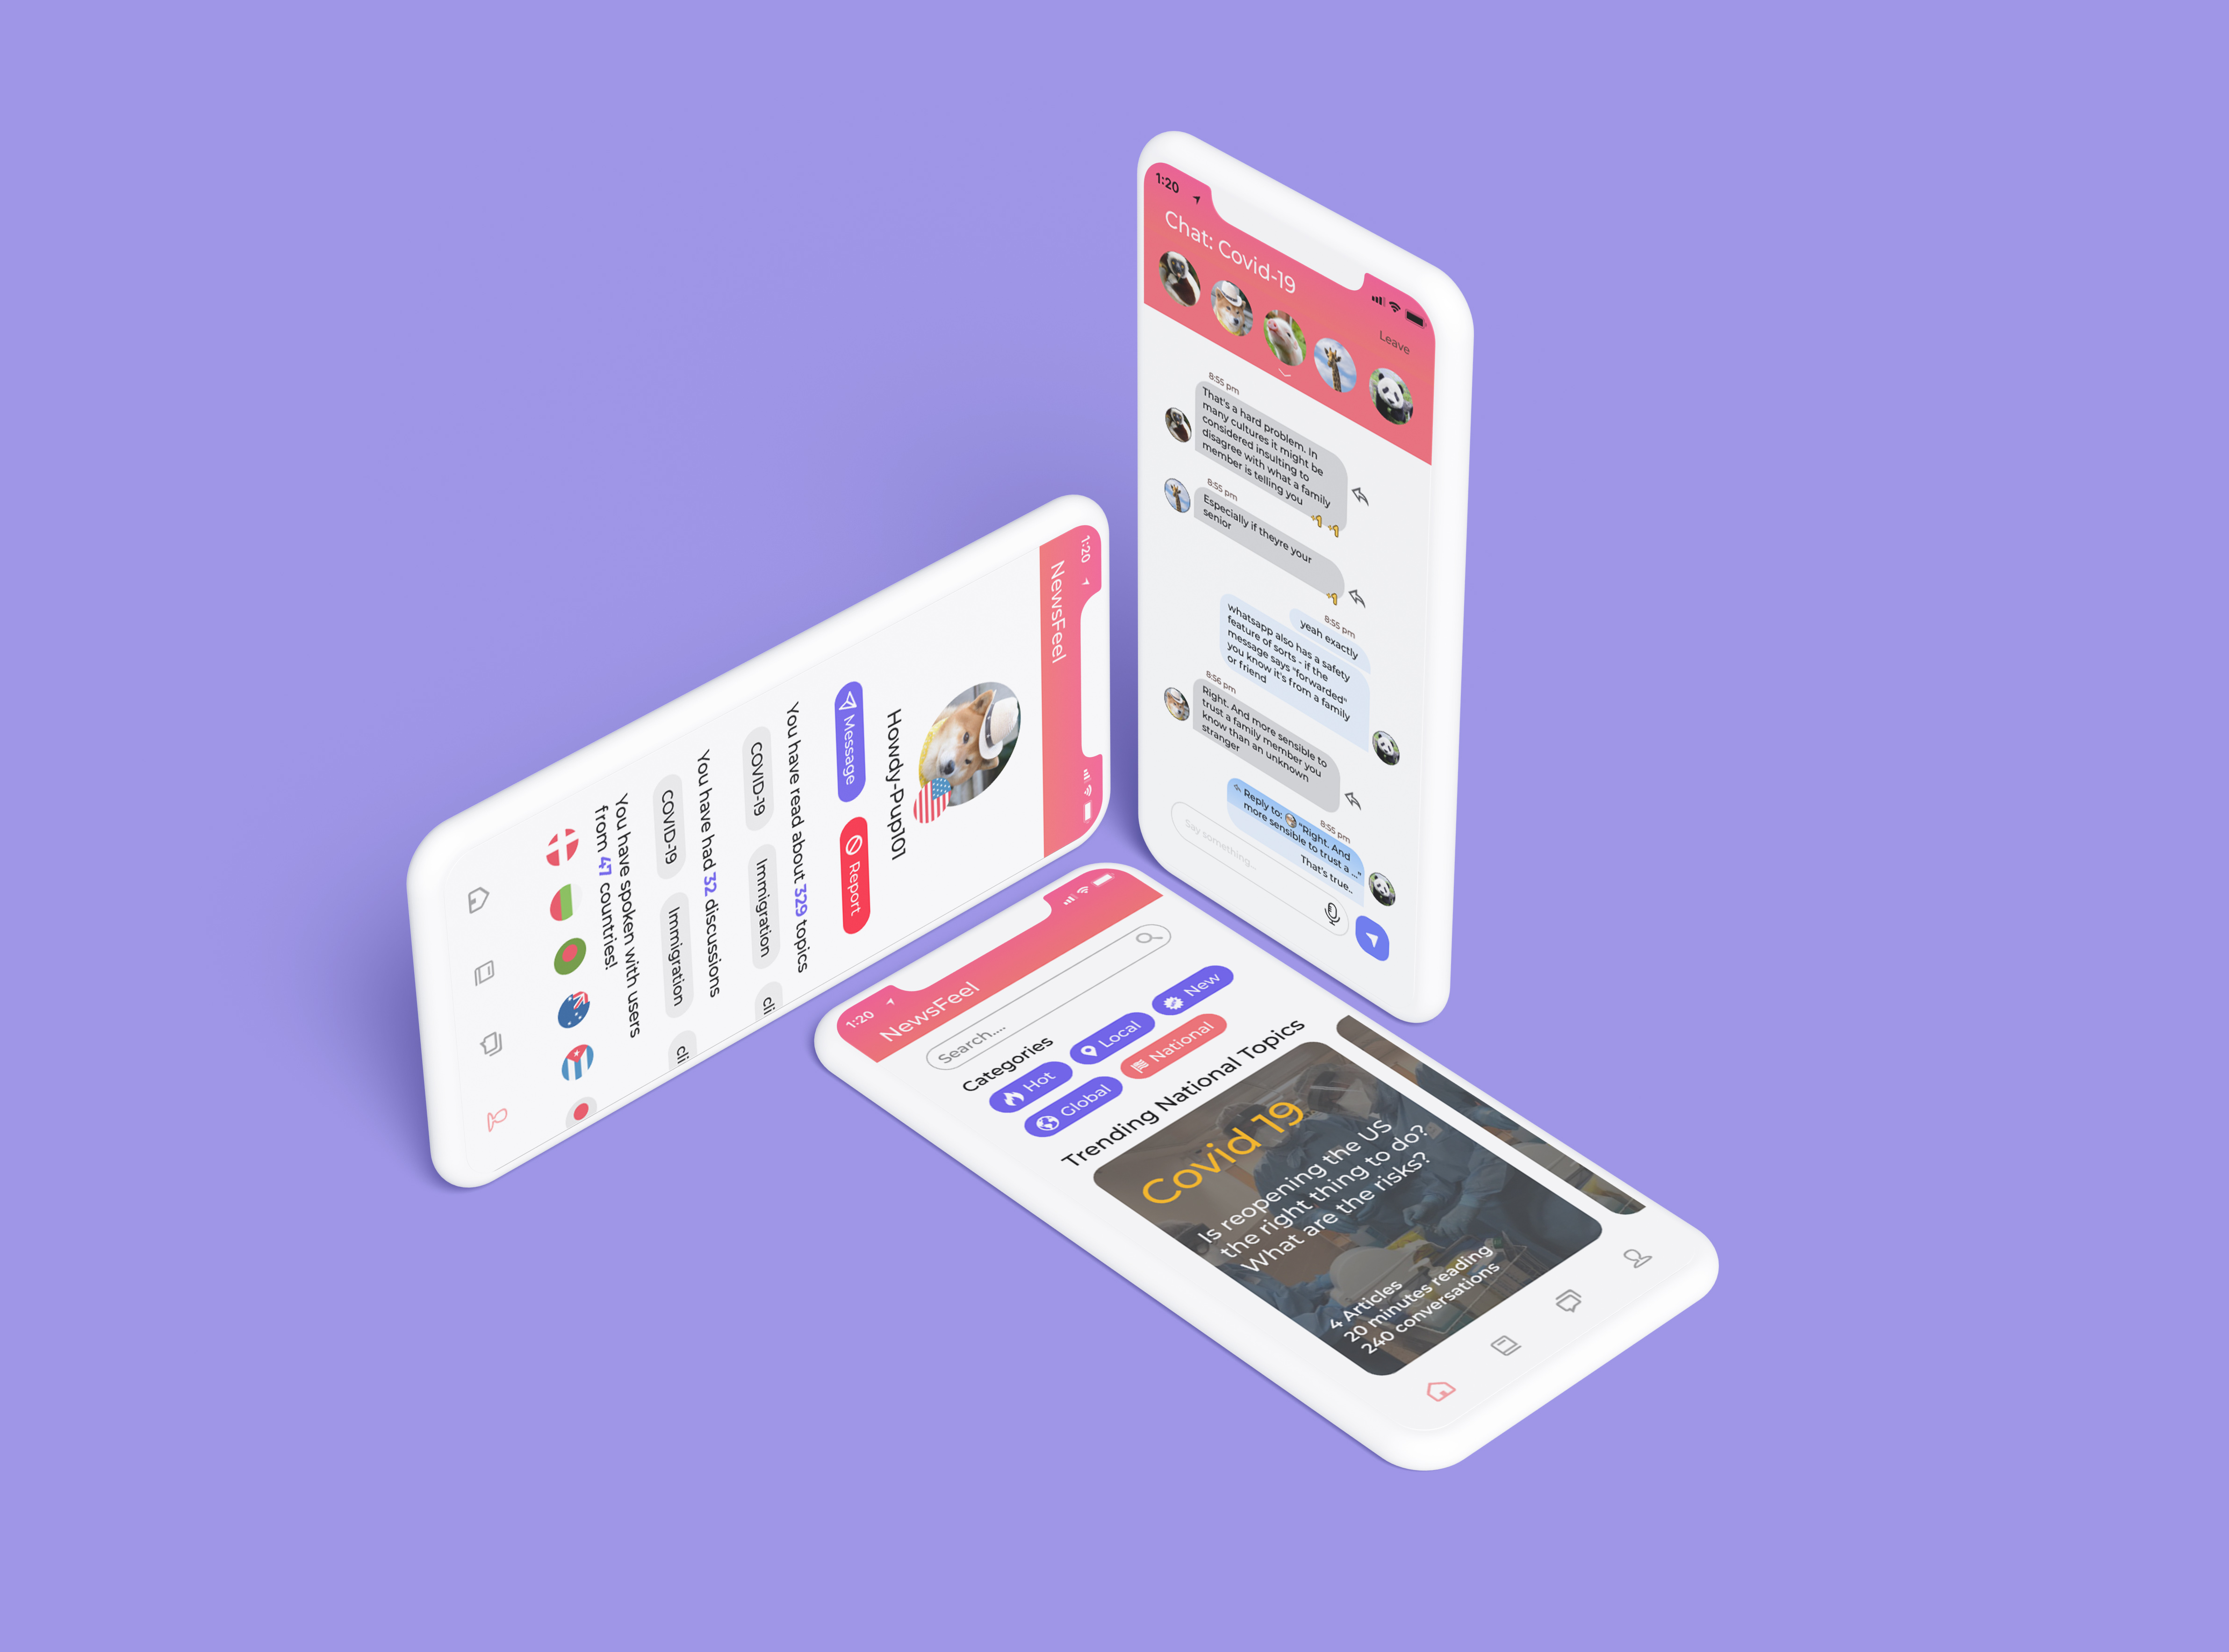 1:20
Chat: Covid-19
Leave
8:55 pm
That's a hard problem. In
many cultures it might be
considered insulting to
disagree with what a family
member is telling you
+1 +1
8:55 pm
Especially if theyre your
senior
+1
8:55 pm
yeah exactly
whatsapp also has a safety
feature of sorts - if the
message says "forwarded"
you know it's from a family
or friend
8:56 pm
Right. And more sensible to
trust a family member you
know than an unknown
stranger
8:55 pm
Reply to: "Right. And
more sensible to trust a ..."
That's true..
Say something...
1:20
NewsFeel
Howdy-Pup101
Message
Report
You have read about 329 topics
COVID-19
Immigration
cli
You have had 32 discussions
COVID-19
Immigration
cli
You have spoken with users
from 47 countries!
1:20
NewsFeel
Search....
Categories
Hot
Local
New
Global
National
Trending National Topics
Covid 19
Is reopening the US
the right thing to do?
What are the risks?
4 Articles
20 minutes reading
240 conversations